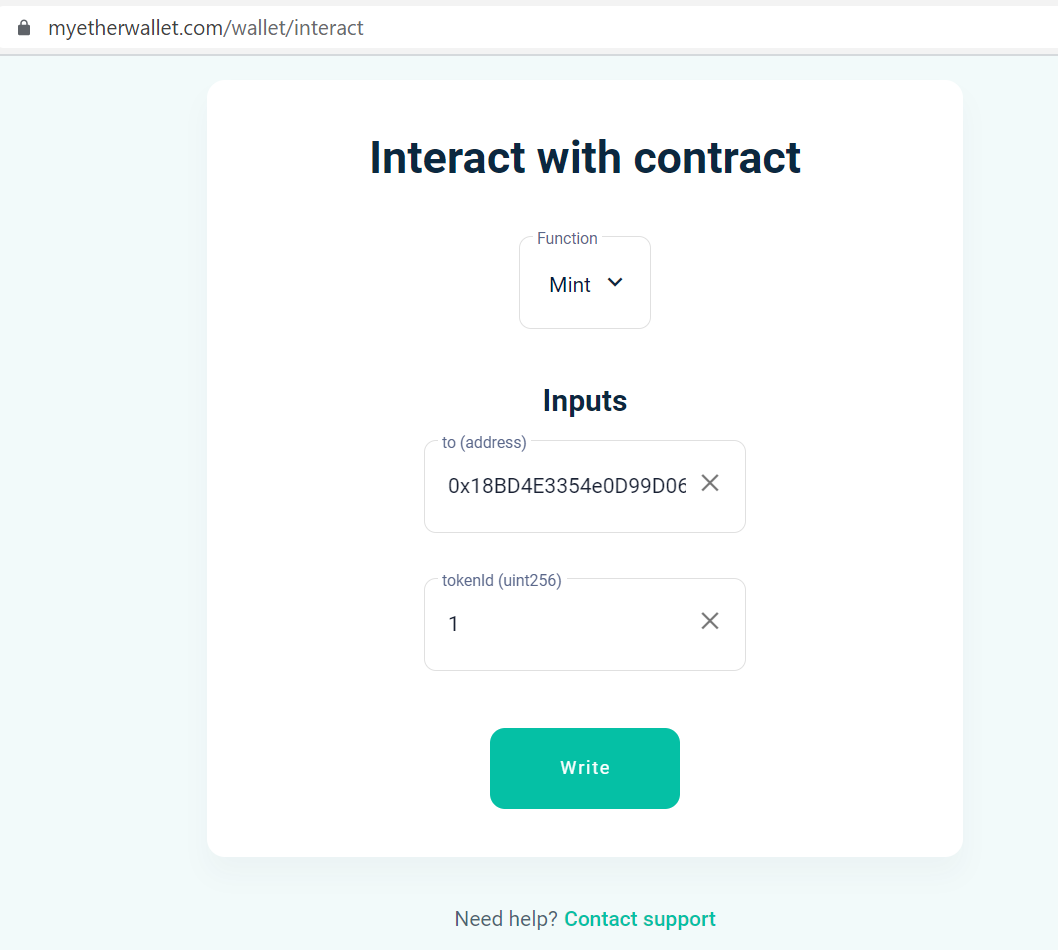 myetherwallet.com/wallet/interact
Interact with contract
Function
Mint
Inputs
to (address)
0x18BD4E3354e0D99D06
tokenId (uint256)
1
Write
Need help? Contact support